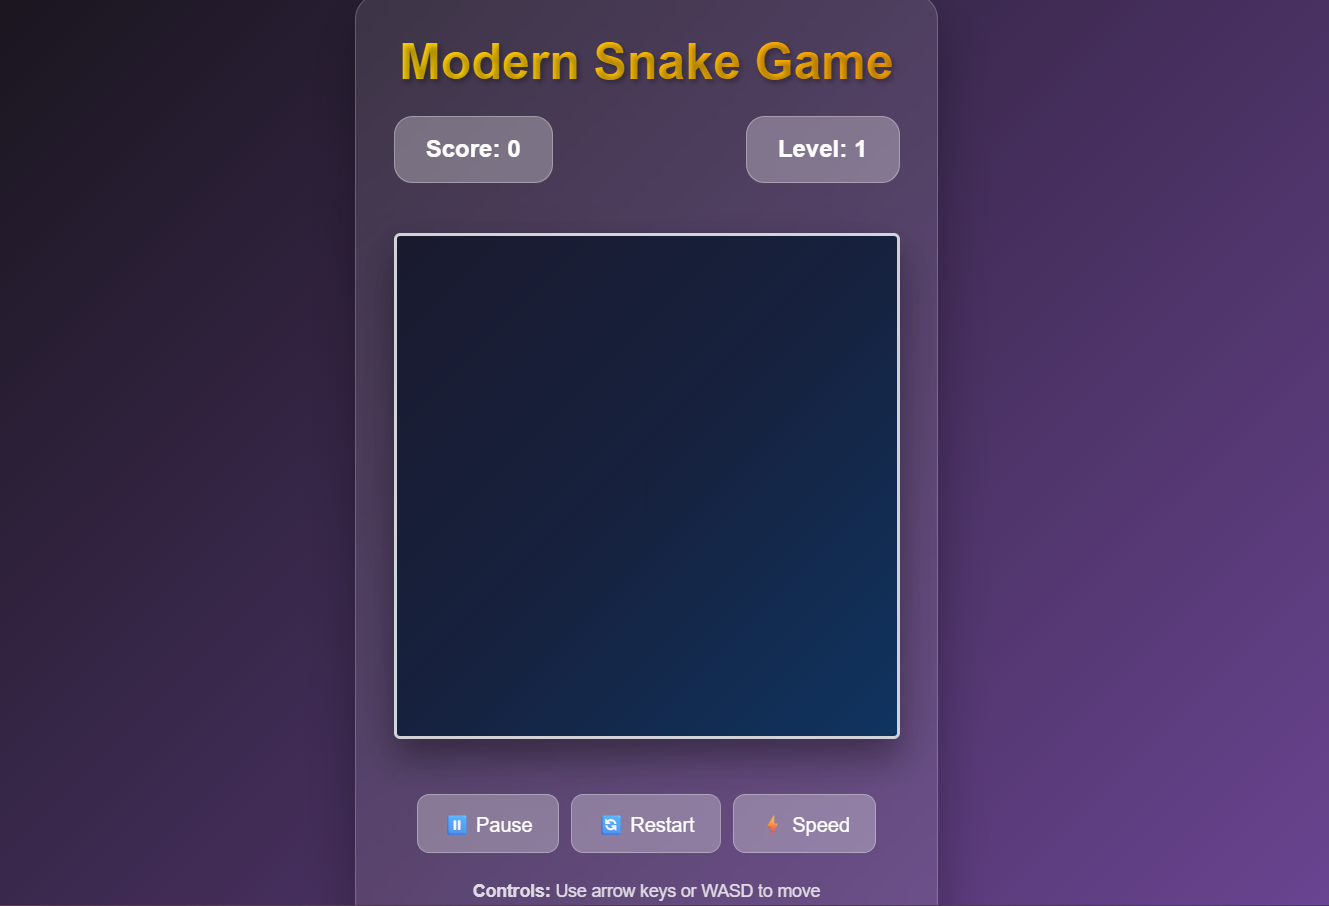 Modern Snake Game
Score: 0
Level: 1
Pause
Restart
Speed
Controls: Use arrow keys or WASD to move